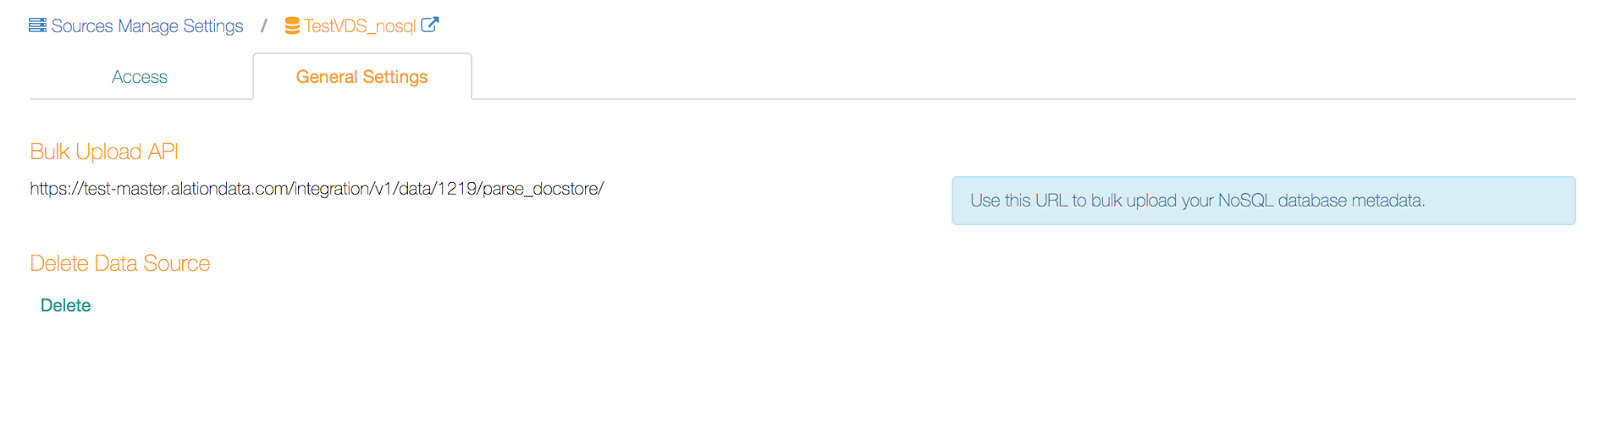 Sources Manage Settings / TestVDS_nosql
Access General Settings
Bulk Upload API
https://test-master.alationdata.com/integration/v1/data/1219/parse_docstore/
Use this URL to bulk upload your NoSQL database metadata.
Delete Data Source
Delete